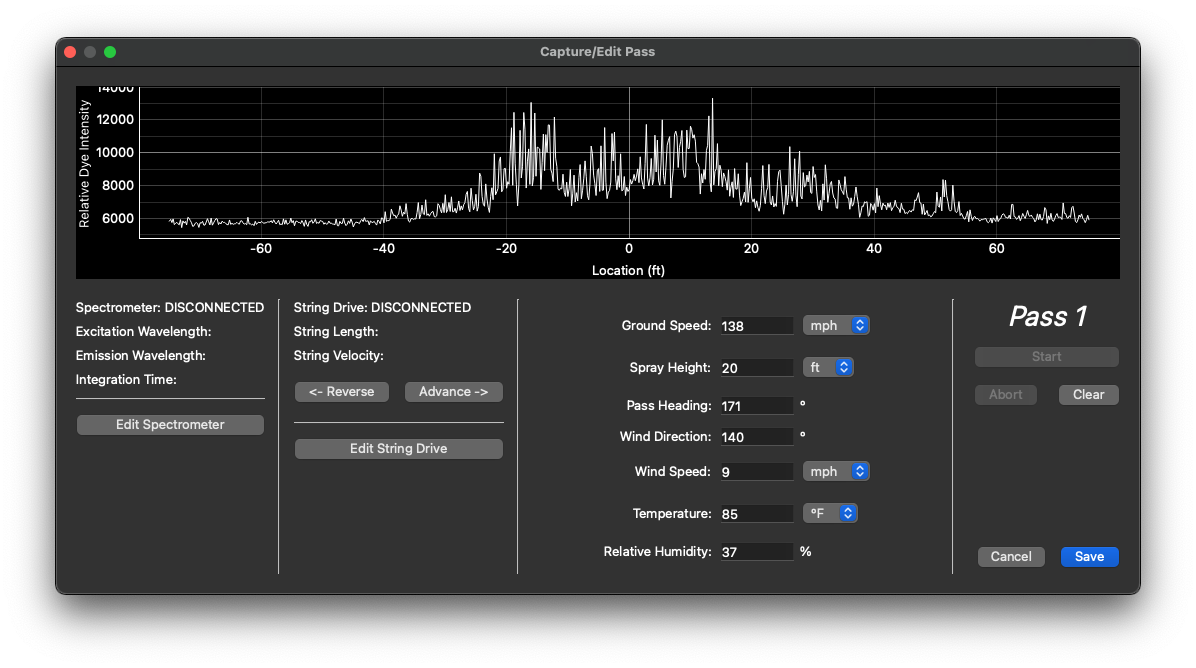 Capture/Edit Pass
14000
12000
10000
8000
6000
Relative Dye Intensity
-60 -40 -20 0 20 40 60
Location (ft)
Spectrometer: DISCONNECTED
Excitation Wavelength:
Emission Wavelength:
Integration Time:
Edit Spectrometer
String Drive: DISCONNECTED
String Length:
String Velocity:
<- Reverse Advance ->
Edit String Drive
Ground Speed: 138 mph
Spray Height: 20 ft
Pass Heading: 171 °
Wind Direction: 140 °
Wind Speed: 9 mph
Temperature: 85 °F
Relative Humidity: 37 %
Pass 1
Start
Abort Clear
Cancel Save